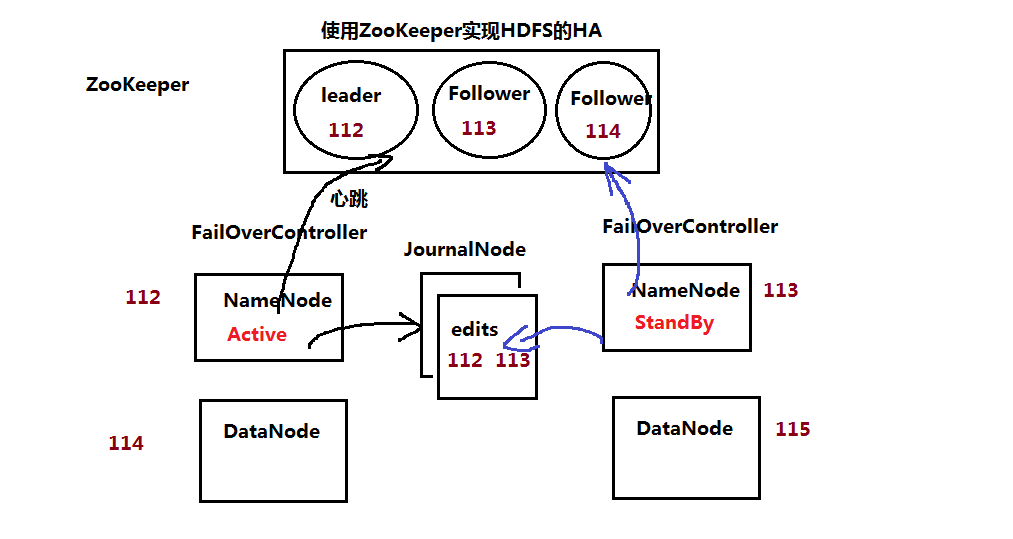 使用ZooKeeper实现HDFS的HA
ZooKeeper
leader
112
Follower
113
Follower
114
心跳
FailOverController
FailOverController
JournalNode
112
NameNode
Active
edits
112 113
NameNode
StandBy
113
114
DataNode
DataNode
115